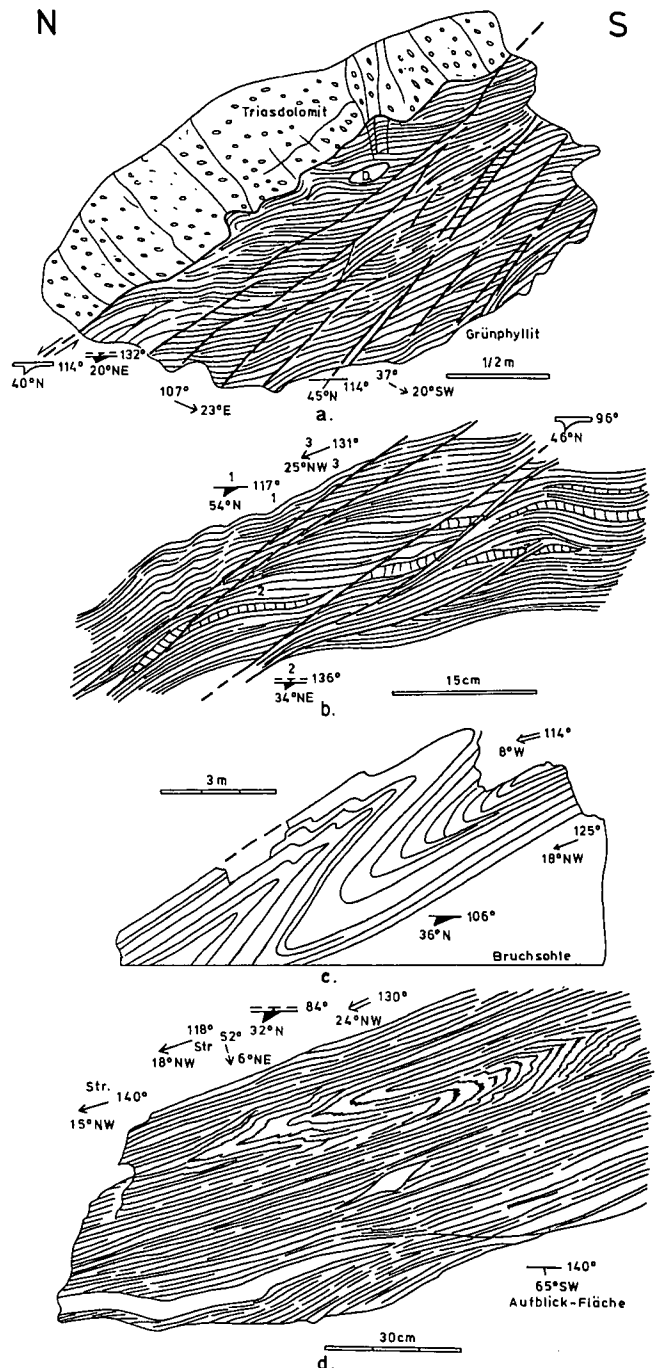 N S
Triasdolomit
D
Grünphyllit
40°N 114° 20°NE 132°
107° 23°E
45°N 114° 37° 20°SW
1/2 m
a.
96° 46°N
3 131° 25°NW 3
1 117° 54°N 1
2
2 136° 34°NE
15cm
b.
114° 8°W
3 m
125° 18°NW
106° 36°N
Bruchsohle
c.
84° 32°N 130° 24°NW
118° Str 52° 18°NW 6°NE
Str. 140° 15°NW
140° 65°SW
Aufblick-Fläche
30cm
d.